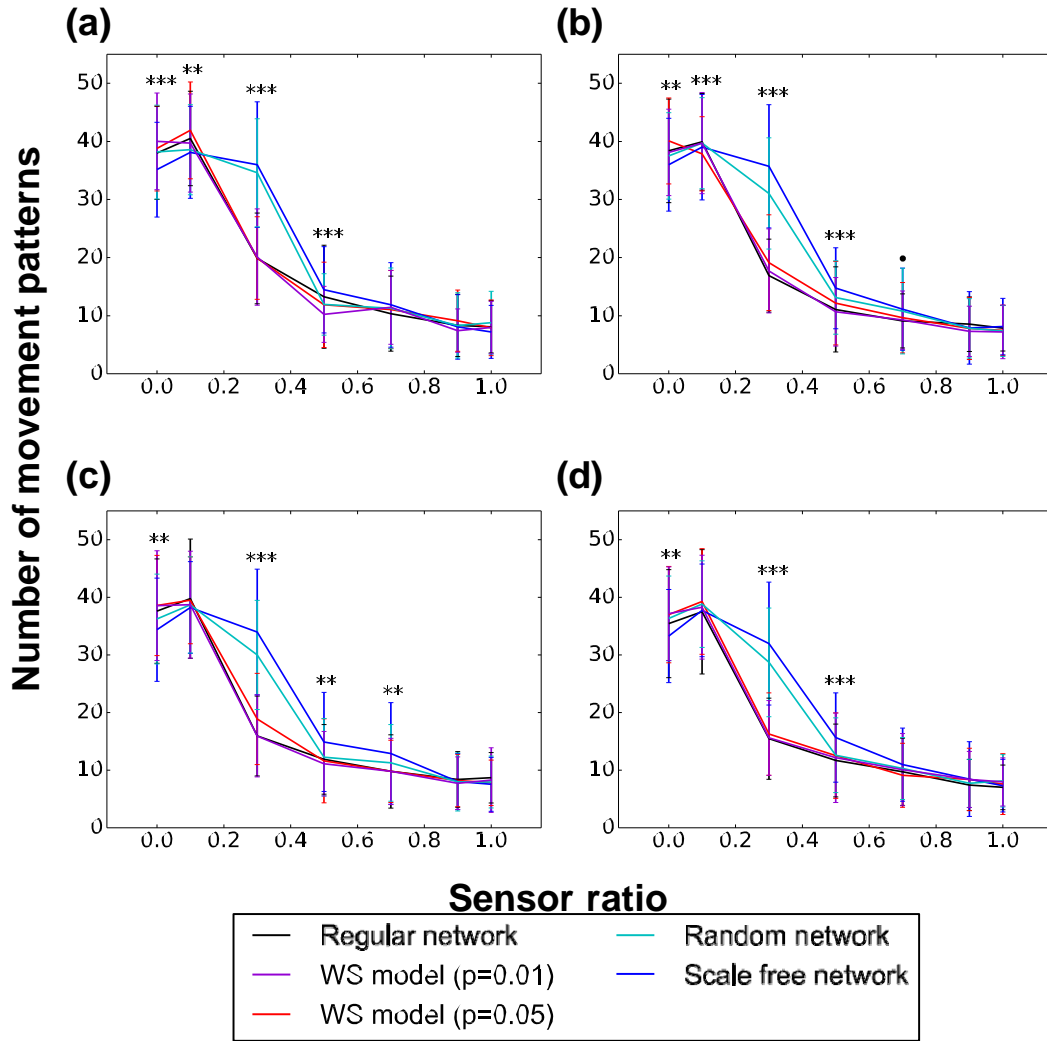 (a)
(b)
50
40
30
20
10
0
*** ** *** ***
0.0 0.2 0.4 0.6 0.8 1.0
50
40
30
20
10
0
** *** *** *** •
0.0 0.2 0.4 0.6 0.8 1.0
(c)
(d)
50
40
30
20
10
0
** *** ** **
0.0 0.2 0.4 0.6 0.8 1.0
50
40
30
20
10
0
** *** ***
0.0 0.2 0.4 0.6 0.8 1.0
Number of movement patterns
Sensor ratio
Regular network
WS model (p=0.01)
WS model (p=0.05)
Random network
Scale free network